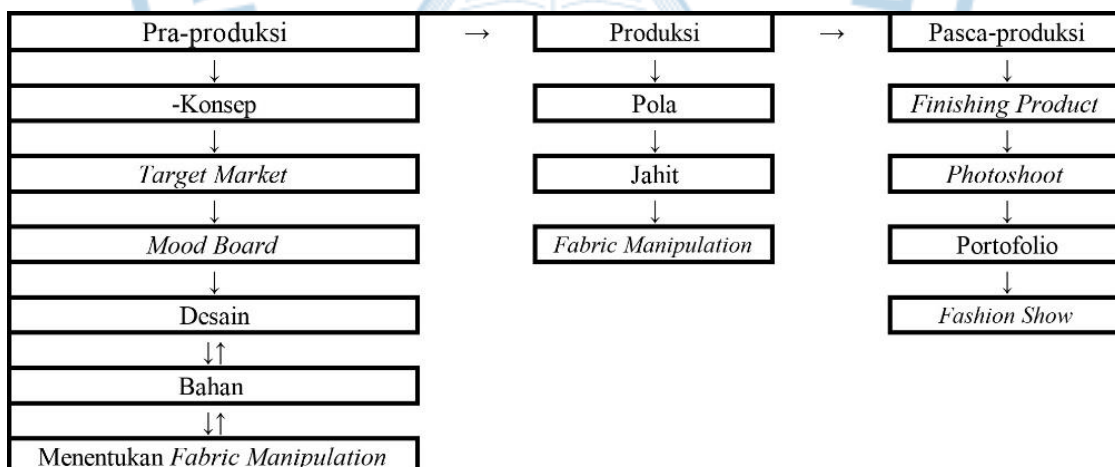 Pra-produksi → Produksi → Pasca-produksi
↓ ↓ ↓
-Konsep Pola Finishing Product
↓ ↓ ↓
Target Market Jahit Photoshoot
↓ ↓ ↓
Mood Board Fabric Manipulation Portofolio
↓ ↓
Desain Fashion Show
↓↑
Bahan
↓↑
Menentukan Fabric Manipulation